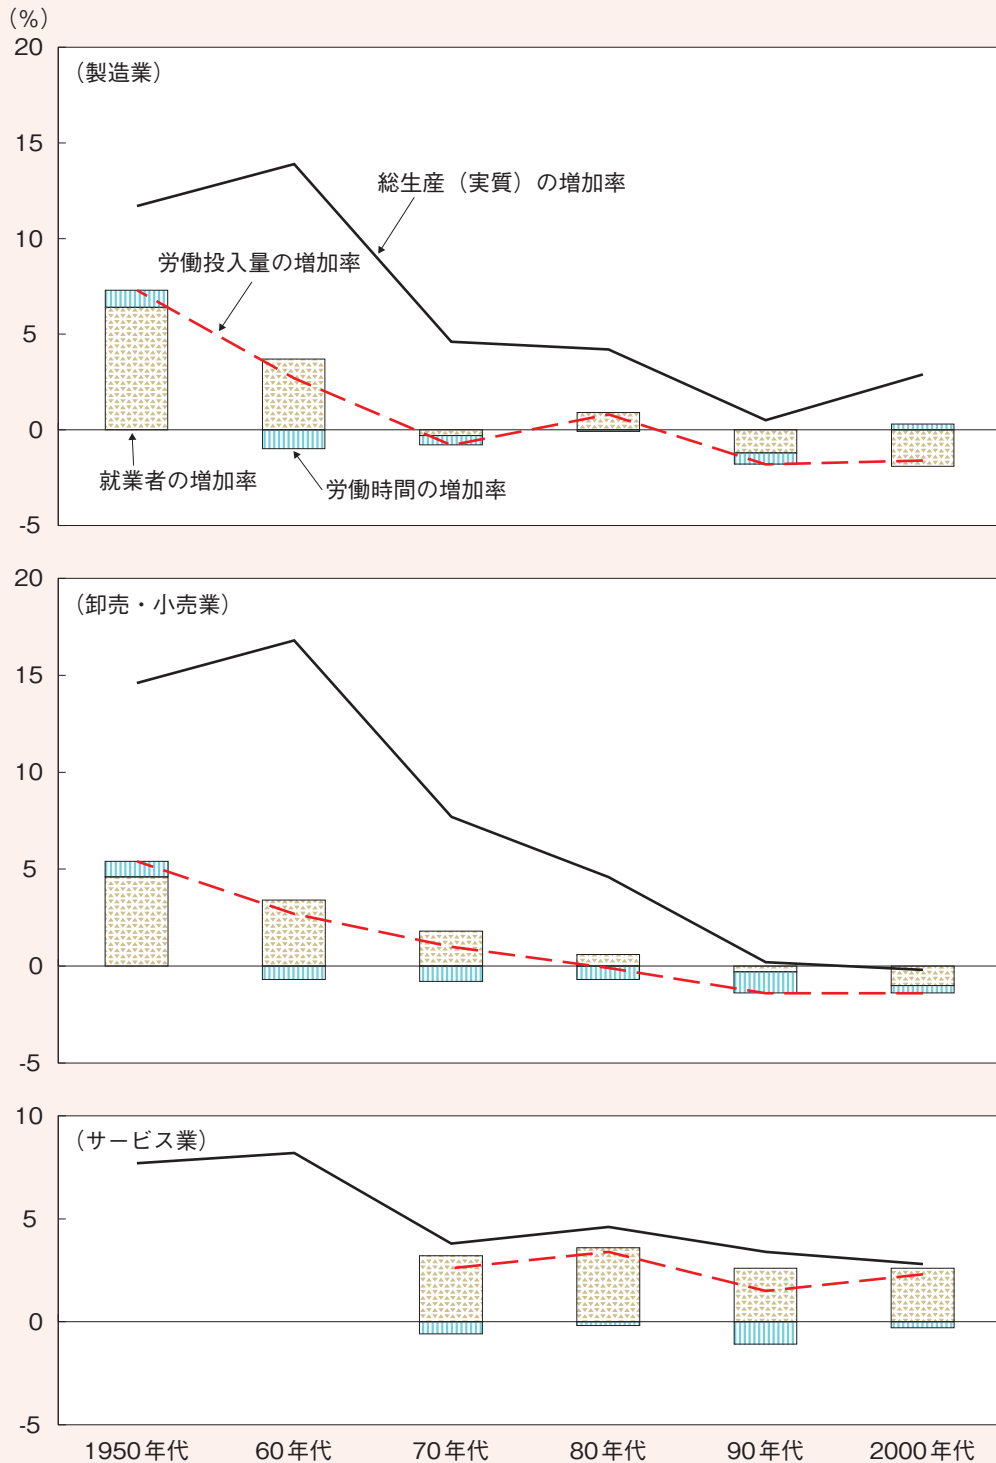 （%）
20
（製造業）
15
総生産（実質）の増加率
10
労働投入量の増加率
5
0
就業者の増加率
労働時間の増加率
-5
20
（卸売・小売業）
15
10
5
0
-5
10
（サービス業）
5
0
-5
1950年代 60年代 70年代 80年代 90年代 2000年代